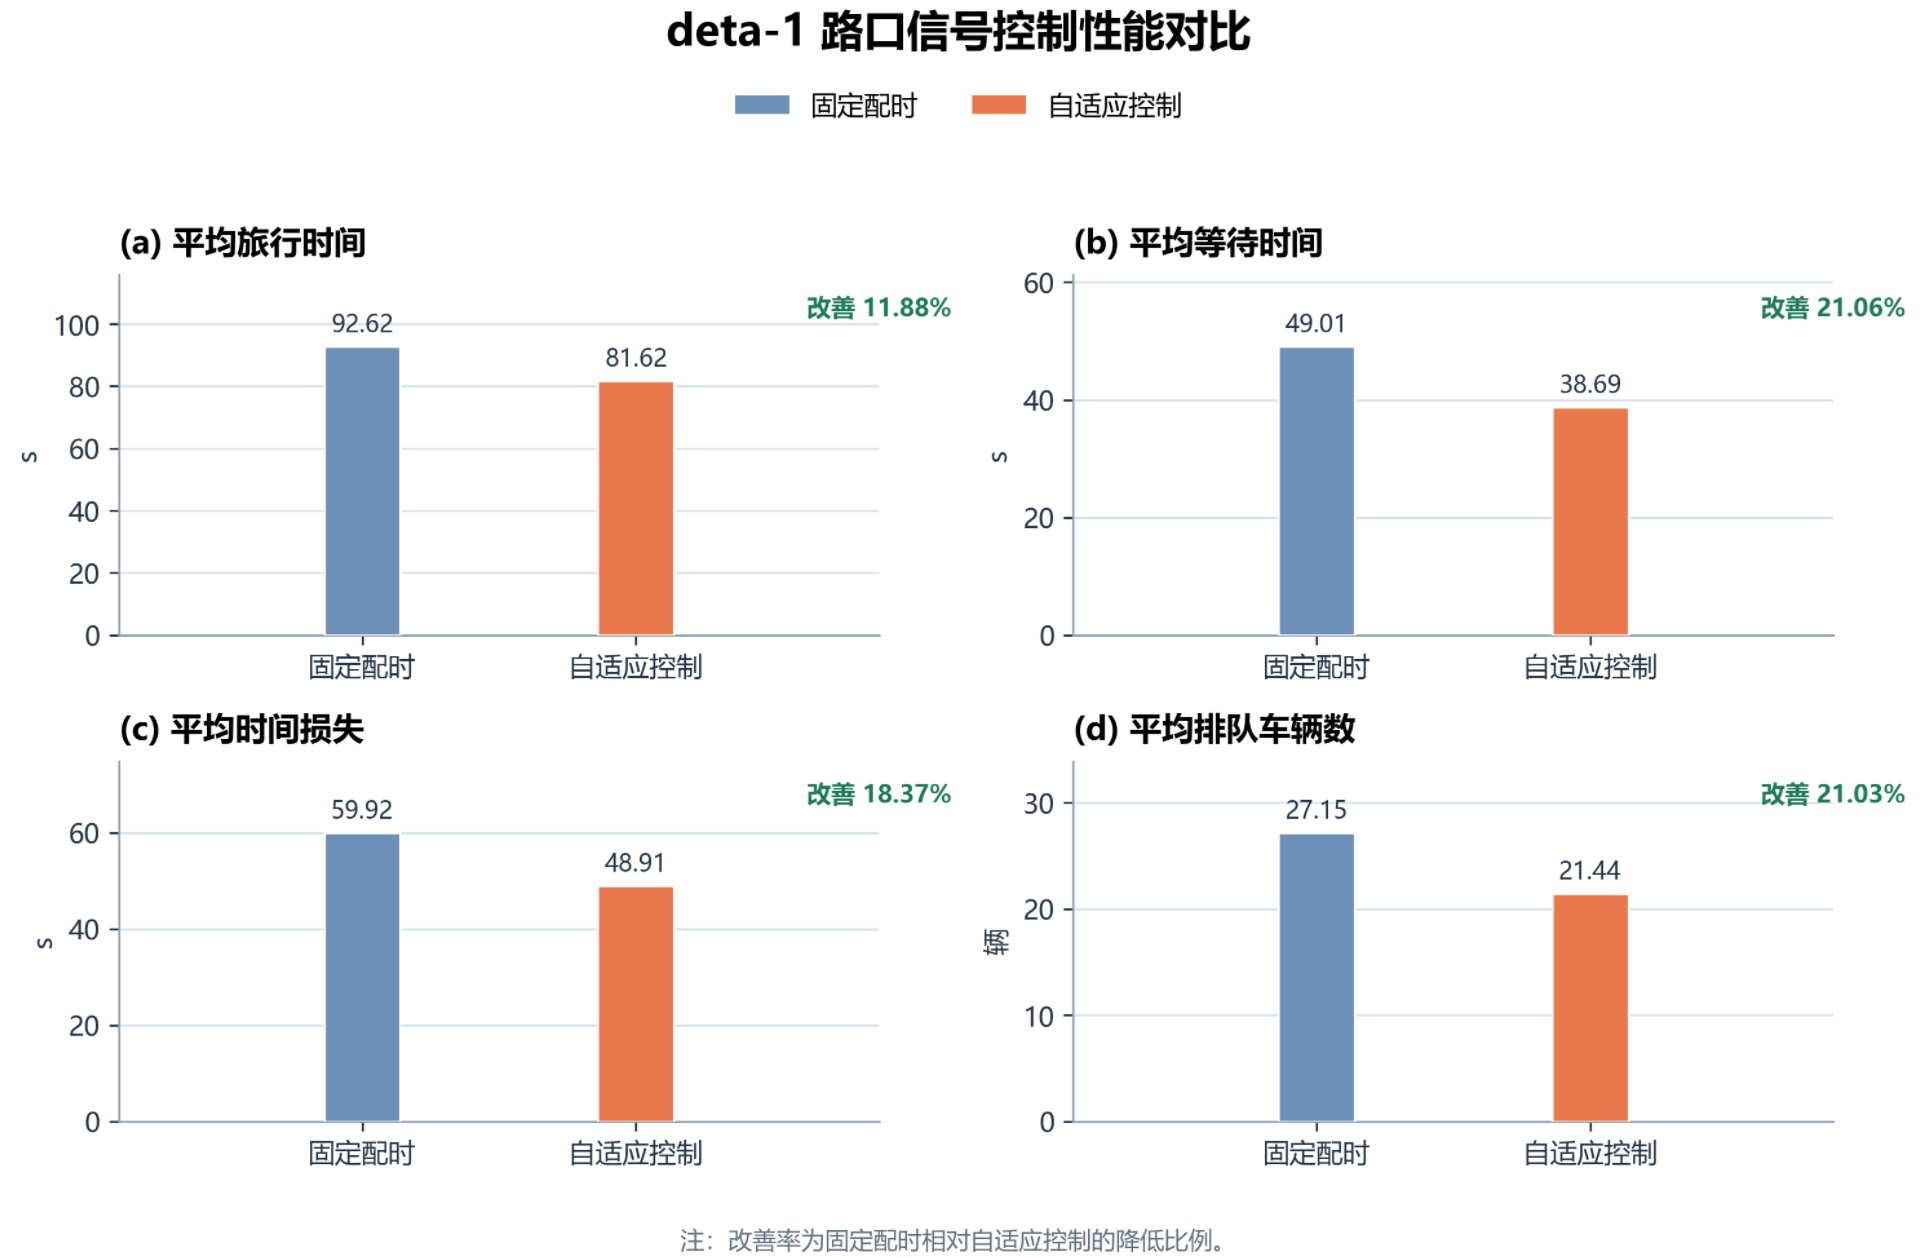 deta-1 路口信号控制性能对比
固定配时 自适应控制
(a) 平均旅行时间
改善 11.88%
100
80
60
40
20
0
s
92.62
81.62
固定配时 自适应控制
(b) 平均等待时间
改善 21.06%
60
40
20
0
s
49.01
38.69
固定配时 自适应控制
(c) 平均时间损失
改善 18.37%
60
40
20
0
s
59.92
48.91
固定配时 自适应控制
(d) 平均排队车辆数
改善 21.03%
30
20
10
0
辆
27.15
21.44
固定配时 自适应控制
注：改善率为固定配时相对自适应控制的降低比例。